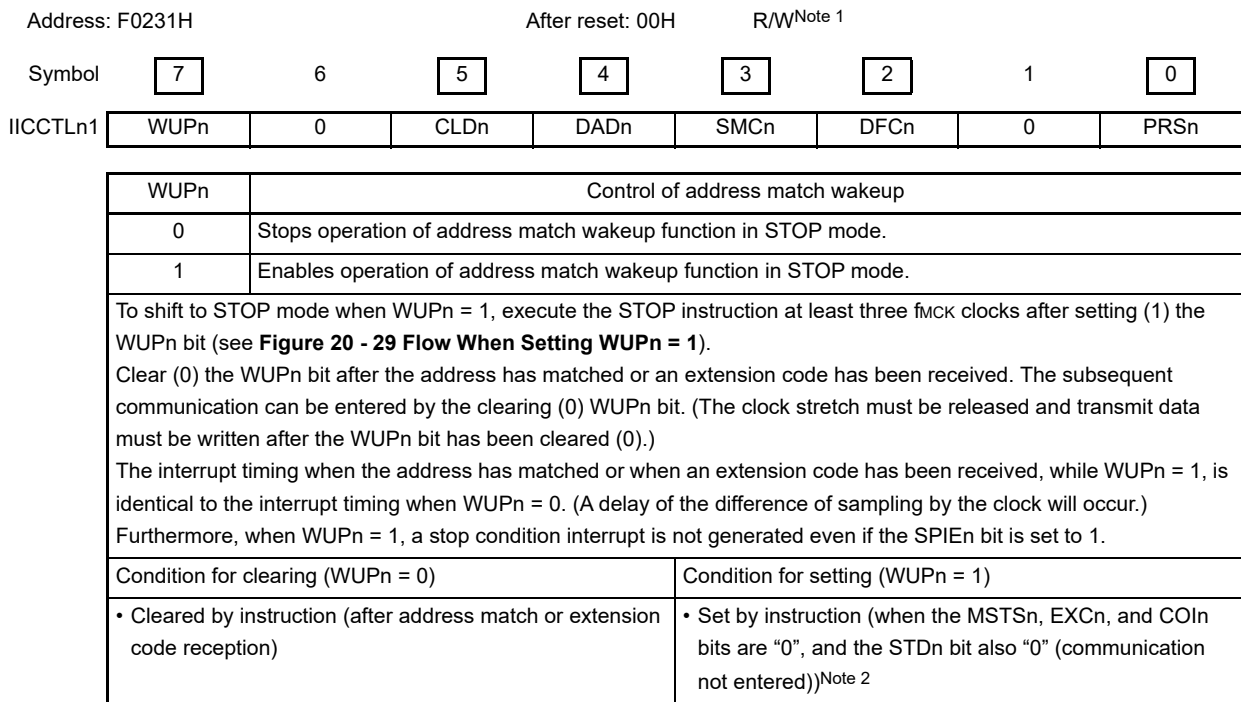 Address: F0231H After reset: 00H R/WNote 1
Symbol 7 6 5 4 3 2 1 0
IICCTLn1 WUPn 0 CLDn DADn SMCn DFCn 0 PRSn
WUPn Control of address match wakeup
0 Stops operation of address match wakeup function in STOP mode.
1 Enables operation of address match wakeup function in STOP mode.
To shift to STOP mode when WUPn = 1, execute the STOP instruction at least three fMCK clocks after setting (1) the
WUPn bit (see Figure 20 - 29 Flow When Setting WUPn = 1).
Clear (0) the WUPn bit after the address has matched or an extension code has been received. The subsequent
communication can be entered by the clearing (0) WUPn bit. (The clock stretch must be released and transmit data
must be written after the WUPn bit has been cleared (0).)
The interrupt timing when the address has matched or when an extension code has been received, while WUPn = 1, is
identical to the interrupt timing when WUPn = 0. (A delay of the difference of sampling by the clock will occur.)
Furthermore, when WUPn = 1, a stop condition interrupt is not generated even if the SPIEn bit is set to 1.
Condition for clearing (WUPn = 0) Condition for setting (WUPn = 1)
• Cleared by instruction (after address match or extension
code reception)
• Set by instruction (when the MSTSn, EXCn, and COIn
bits are “0”, and the STDn bit also “0” (communication
not entered))Note 2